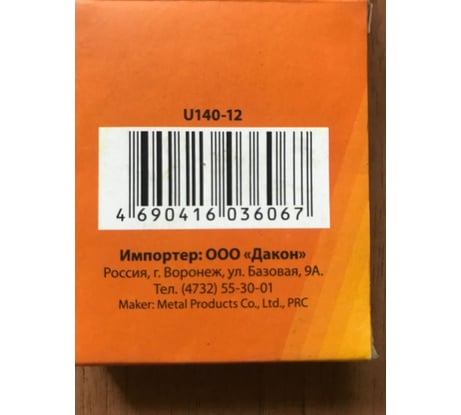 U140-12
4 690416 036067
Импортер: ООО «Дакон»
Россия, г. Воронеж, ул. Базовая, 9А.
Тел. (4732) 55-30-01
Maker: Metal Products Co., Ltd., PRC